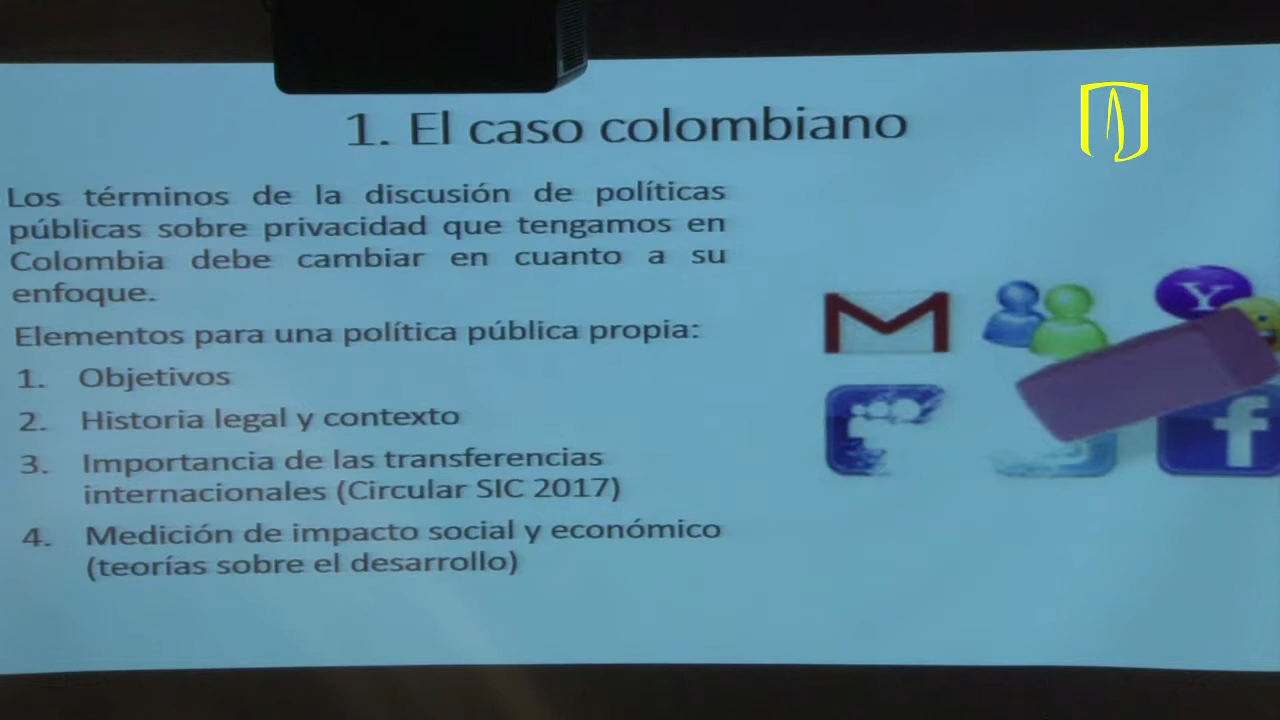 1. El caso colombiano
Los términos de la discusión de políticas
públicas sobre privacidad que tengamos en
Colombia debe cambiar en cuanto a su
enfoque.
Elementos para una política pública propia:
1. Objetivos
2. Historia legal y contexto
3. Importancia de las transferencias
internacionales (Circular SIC 2017)
4. Medición de impacto social y económico
(teorías sobre el desarrollo)
Y
f